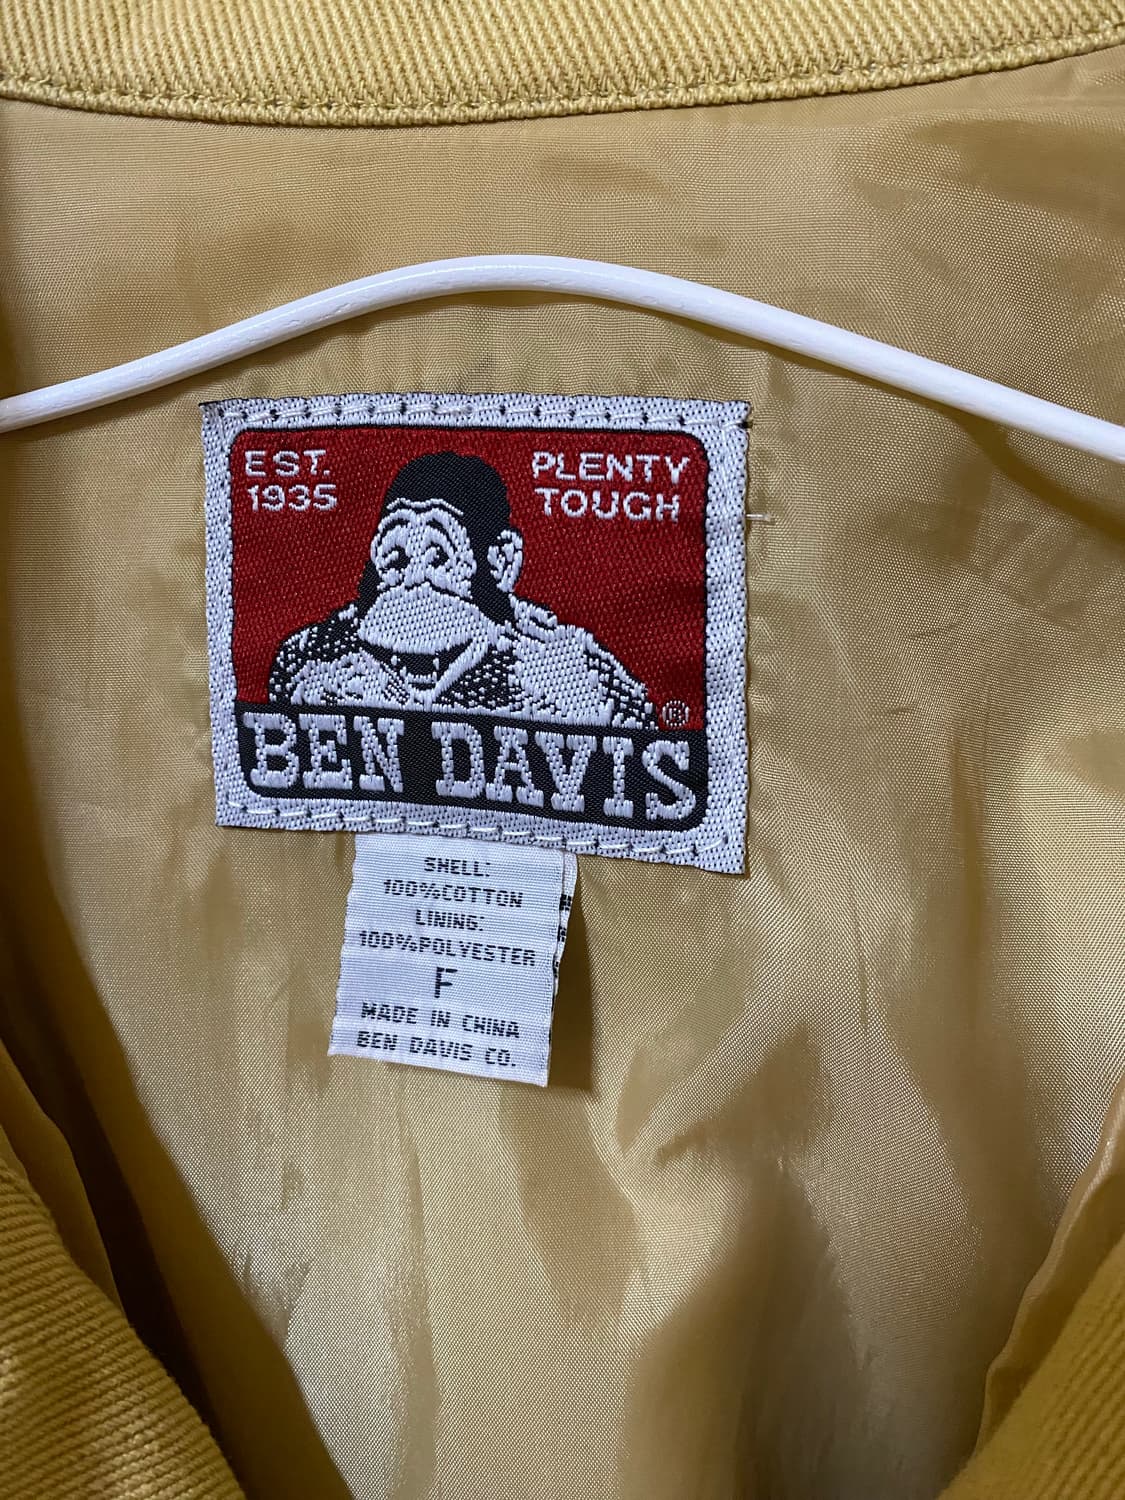 EST.
1935
PLENTY
TOUGH
®
BEN DAVIS
SHELL:
100%COTTON
LINING:
100%POLYESTER
F
MADE IN CHINA
BEN DAVIS CO.